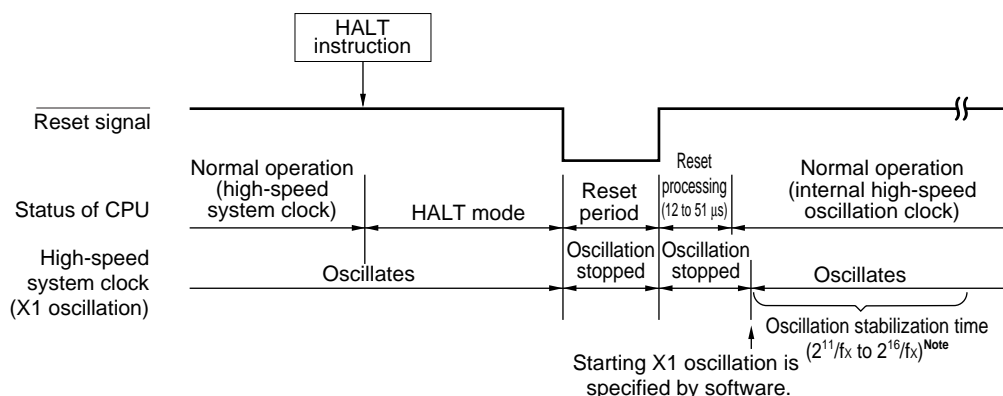 HALT
instruction
Reset signal
Normal operation
(high-speed
system clock)
Reset
processing
(12 to 51 μs)
Normal operation
(internal high-speed
oscillation clock)
Status of CPU
HALT mode
Reset
period
High-speed
system clock
(X1 oscillation)
Oscillates
Oscillation
stopped
Oscillation
stopped
Oscillates
Oscillation stabilization time
(2¹¹/fx to 2¹⁶/fx)Note
Starting X1 oscillation is
specified by software.